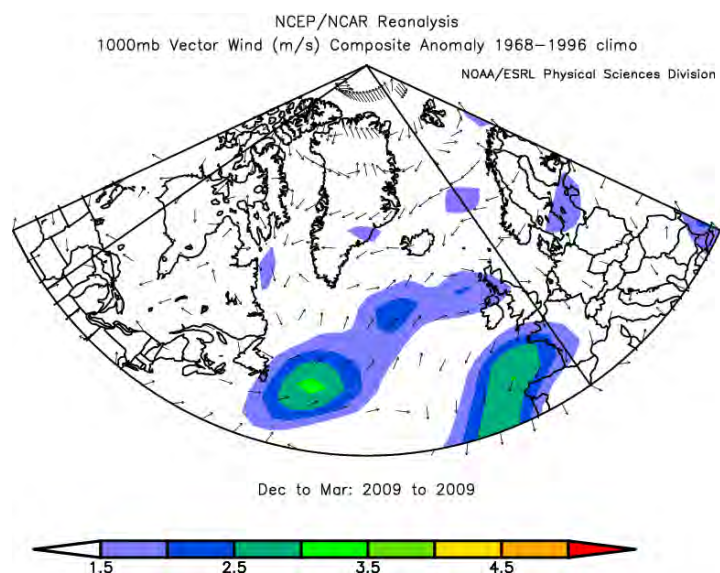 NCEP/NCAR Reanalysis
1000mb Vector Wind (m/s) Composite Anomaly 1968-1996 climo
NOAA/ESRL Physical Sciences Division
Dec to Mar: 2009 to 2009
1.5 2.5 3.5 4.5